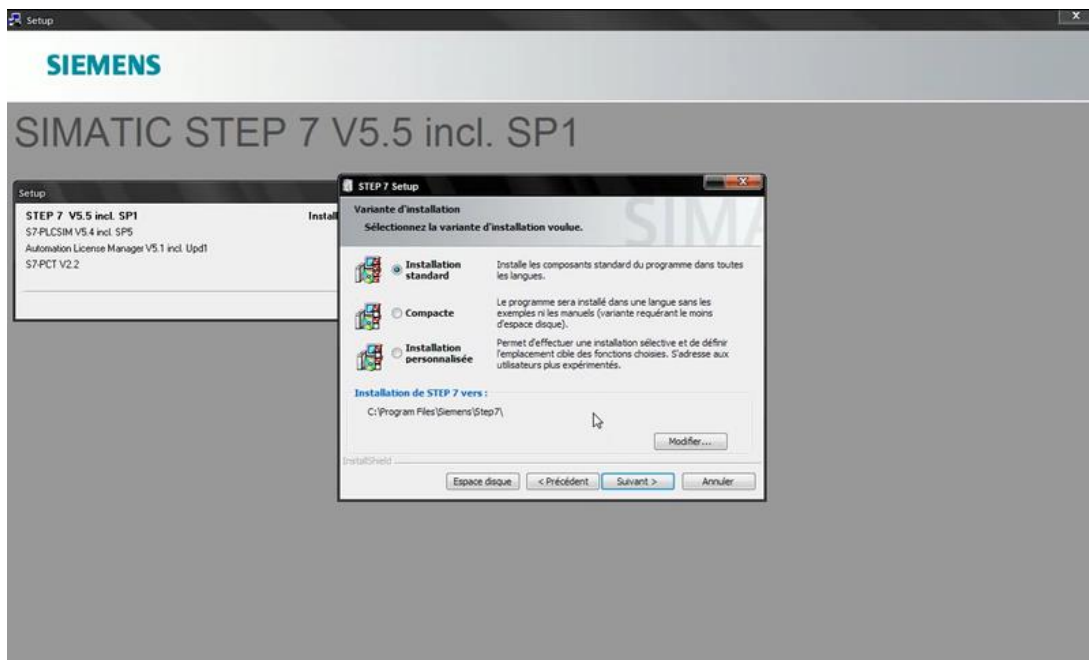 Setup
SIEMENS
SIMATIC STEP 7 V5.5 incl. SP1
Setup
STEP 7 V5.5 incl. SP1
Install
S7-PLCSIM V5.4 incl. SP5
Automation License Manager V5.1 incl. Upd1
S7-PCT V2.2
STEP 7 Setup
Variante d'installation
Sélectionnez la variante d'installation voulue.
SIMA
Installation
standard
Installe les composants standard du programme dans toutes
les langues.
Compacte
Le programme sera installé dans une langue sans les
exemples ni les manuels (variante requérant le moins
d'espace disque).
Installation
personnalisée
Permet d'effectuer une installation sélective et de définir
l'emplacement cible des fonctions choisies. S'adresse aux
utilisateurs plus expérimentés.
Installation de STEP 7 vers :
C:\Program Files\Siemens\Step7\
Modifier...
InstallShield
Espace disque
< Précédent
Suivant >
Annuler